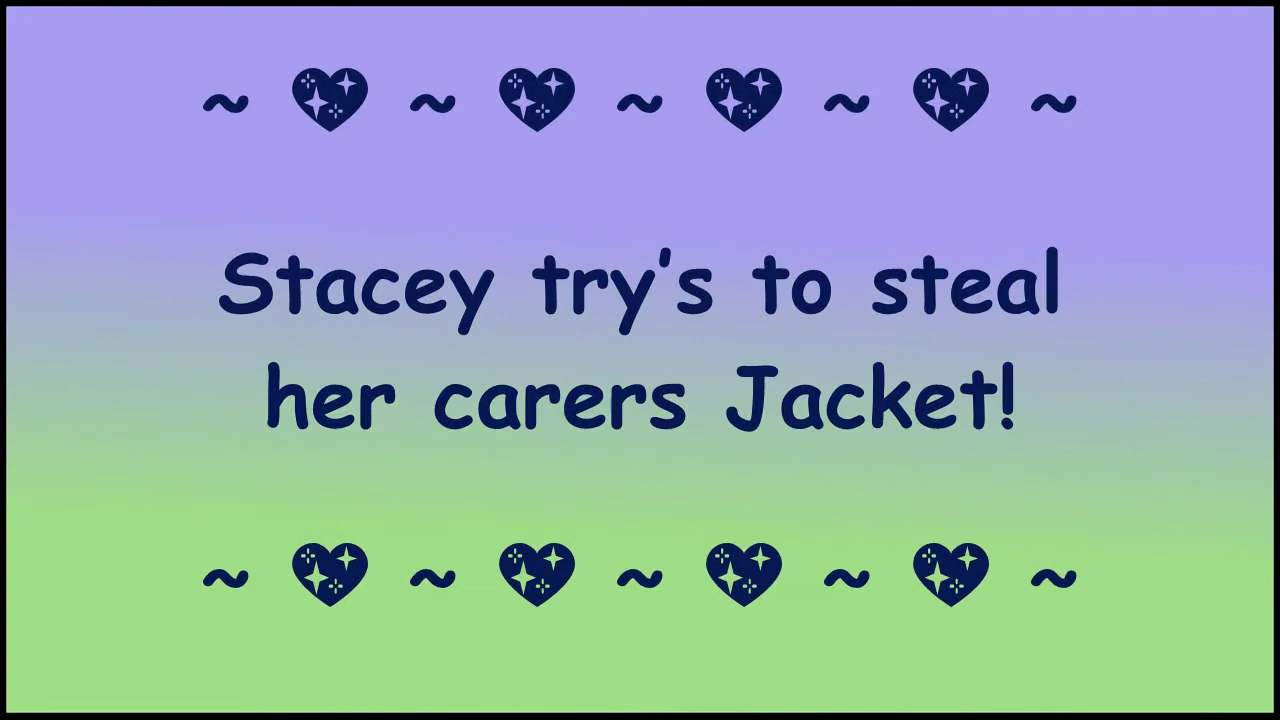 ~ 💖 ~ 💖 ~ 💖 ~ 💖 ~
Stacey try's to steal
her carers Jacket!
~ 💖 ~ 💖 ~ 💖 ~ 💖 ~